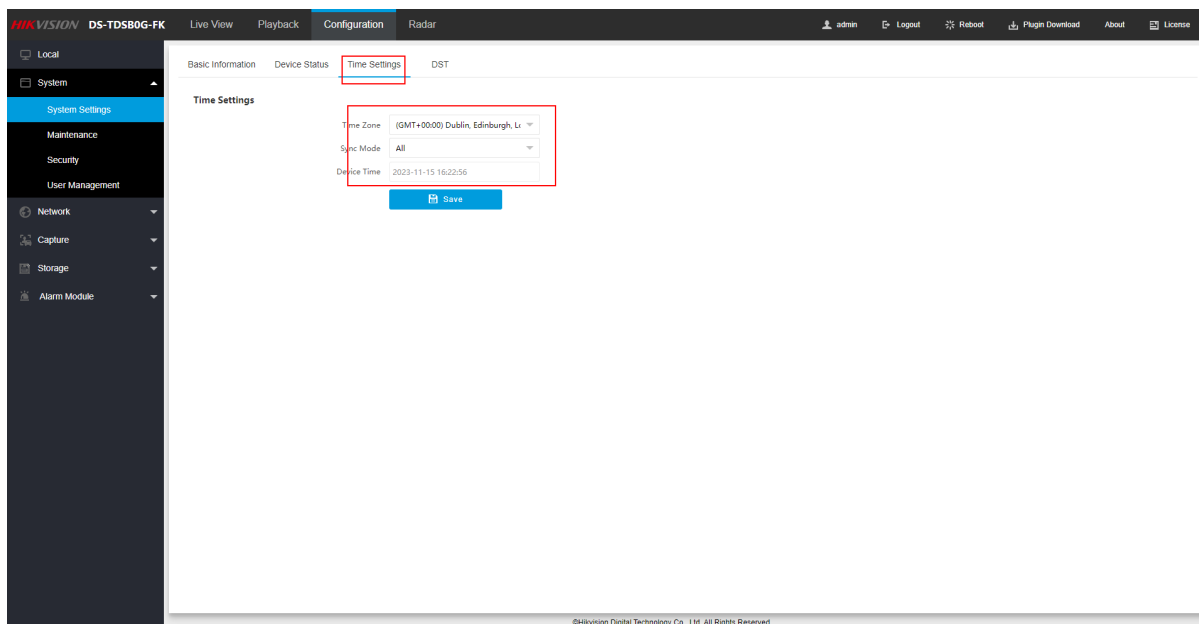 HIKVISION DS-TDSB0G-FK Live View Playback Configuration Radar admin Logout Reboot Plugin Download About License
Local
System
System Settings
Maintenance
Security
User Management
Network
Capture
Storage
Alarm Module
Basic Information Device Status Time Settings DST
Time Settings
Time Zone (GMT+00:00) Dublin, Edinburgh, Lo
Sync Mode All
Device Time 2023-11-15 16:22:56
Save
©Hikvision Digital Technology Co., Ltd. All Rights Reserved.